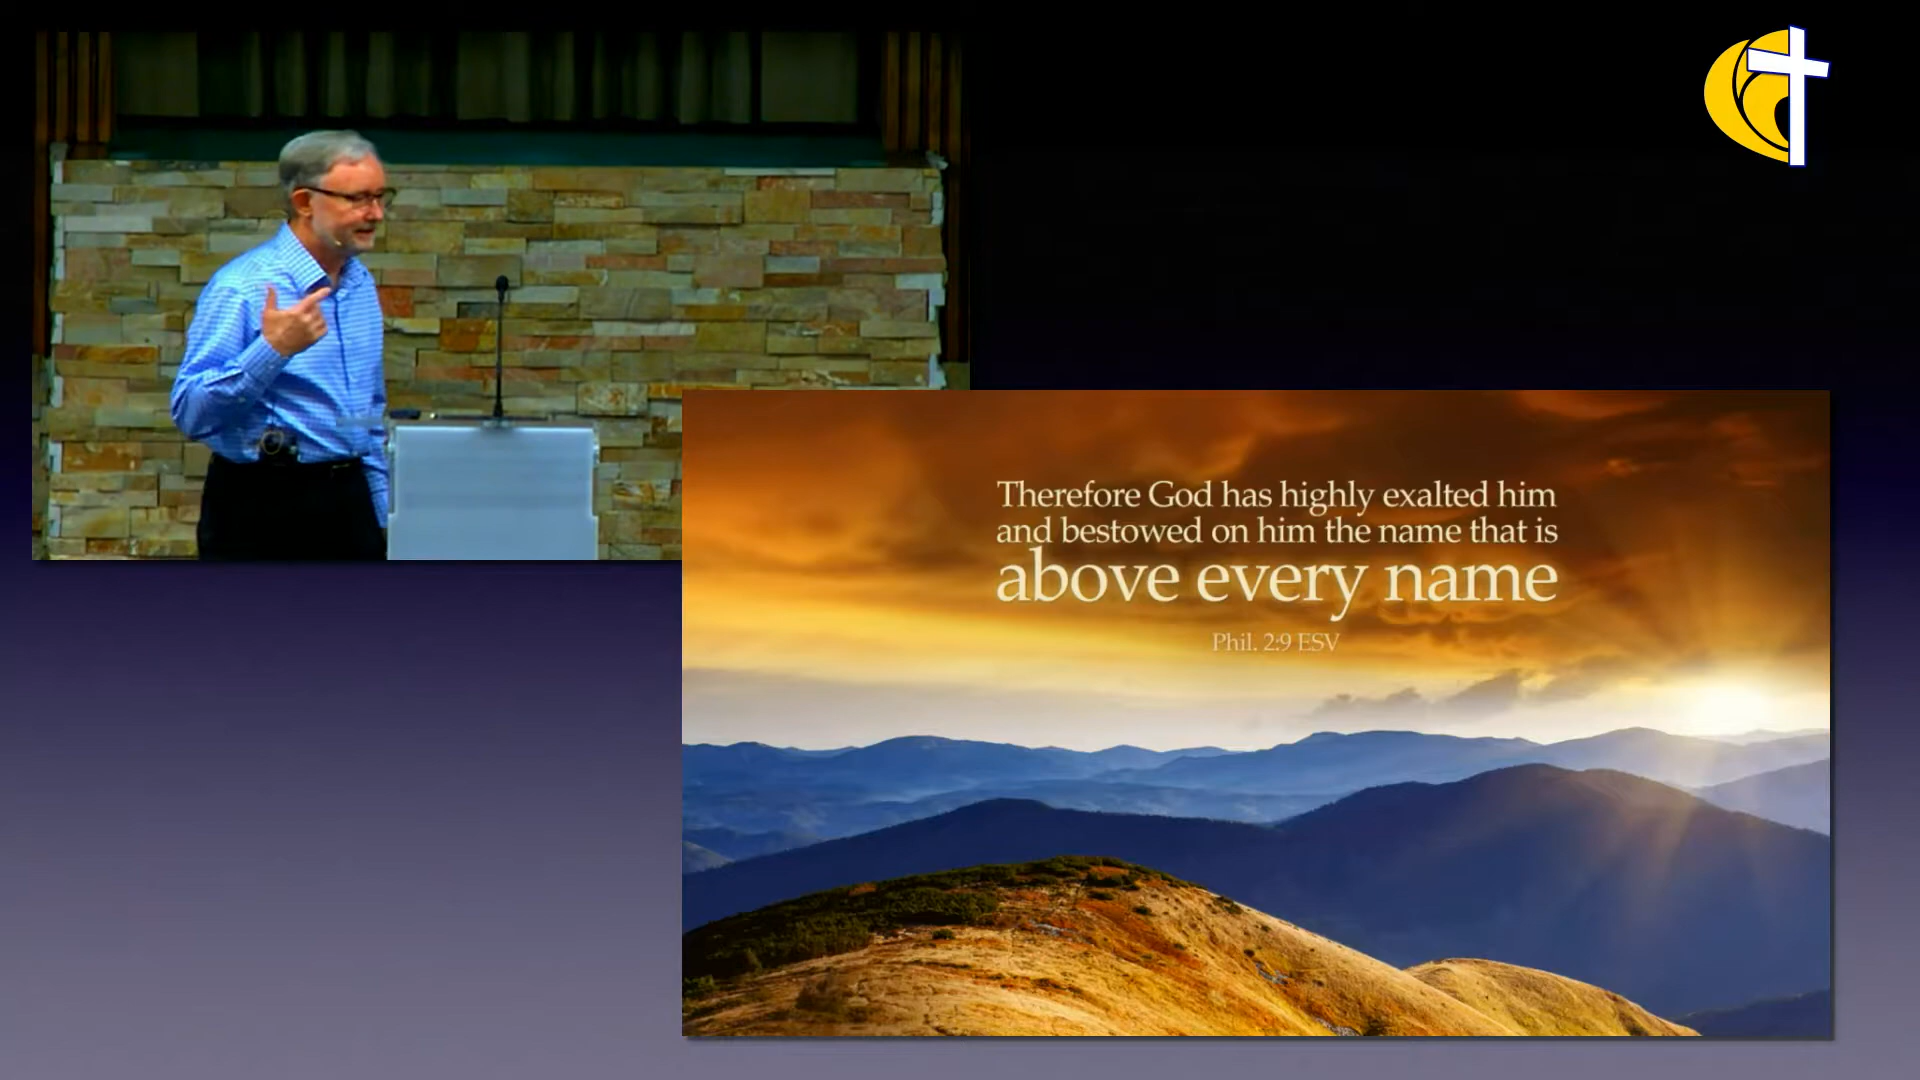 Therefore God has highly exalted him
and bestowed on him the name that is
above every name
Phil. 2:9 ESV